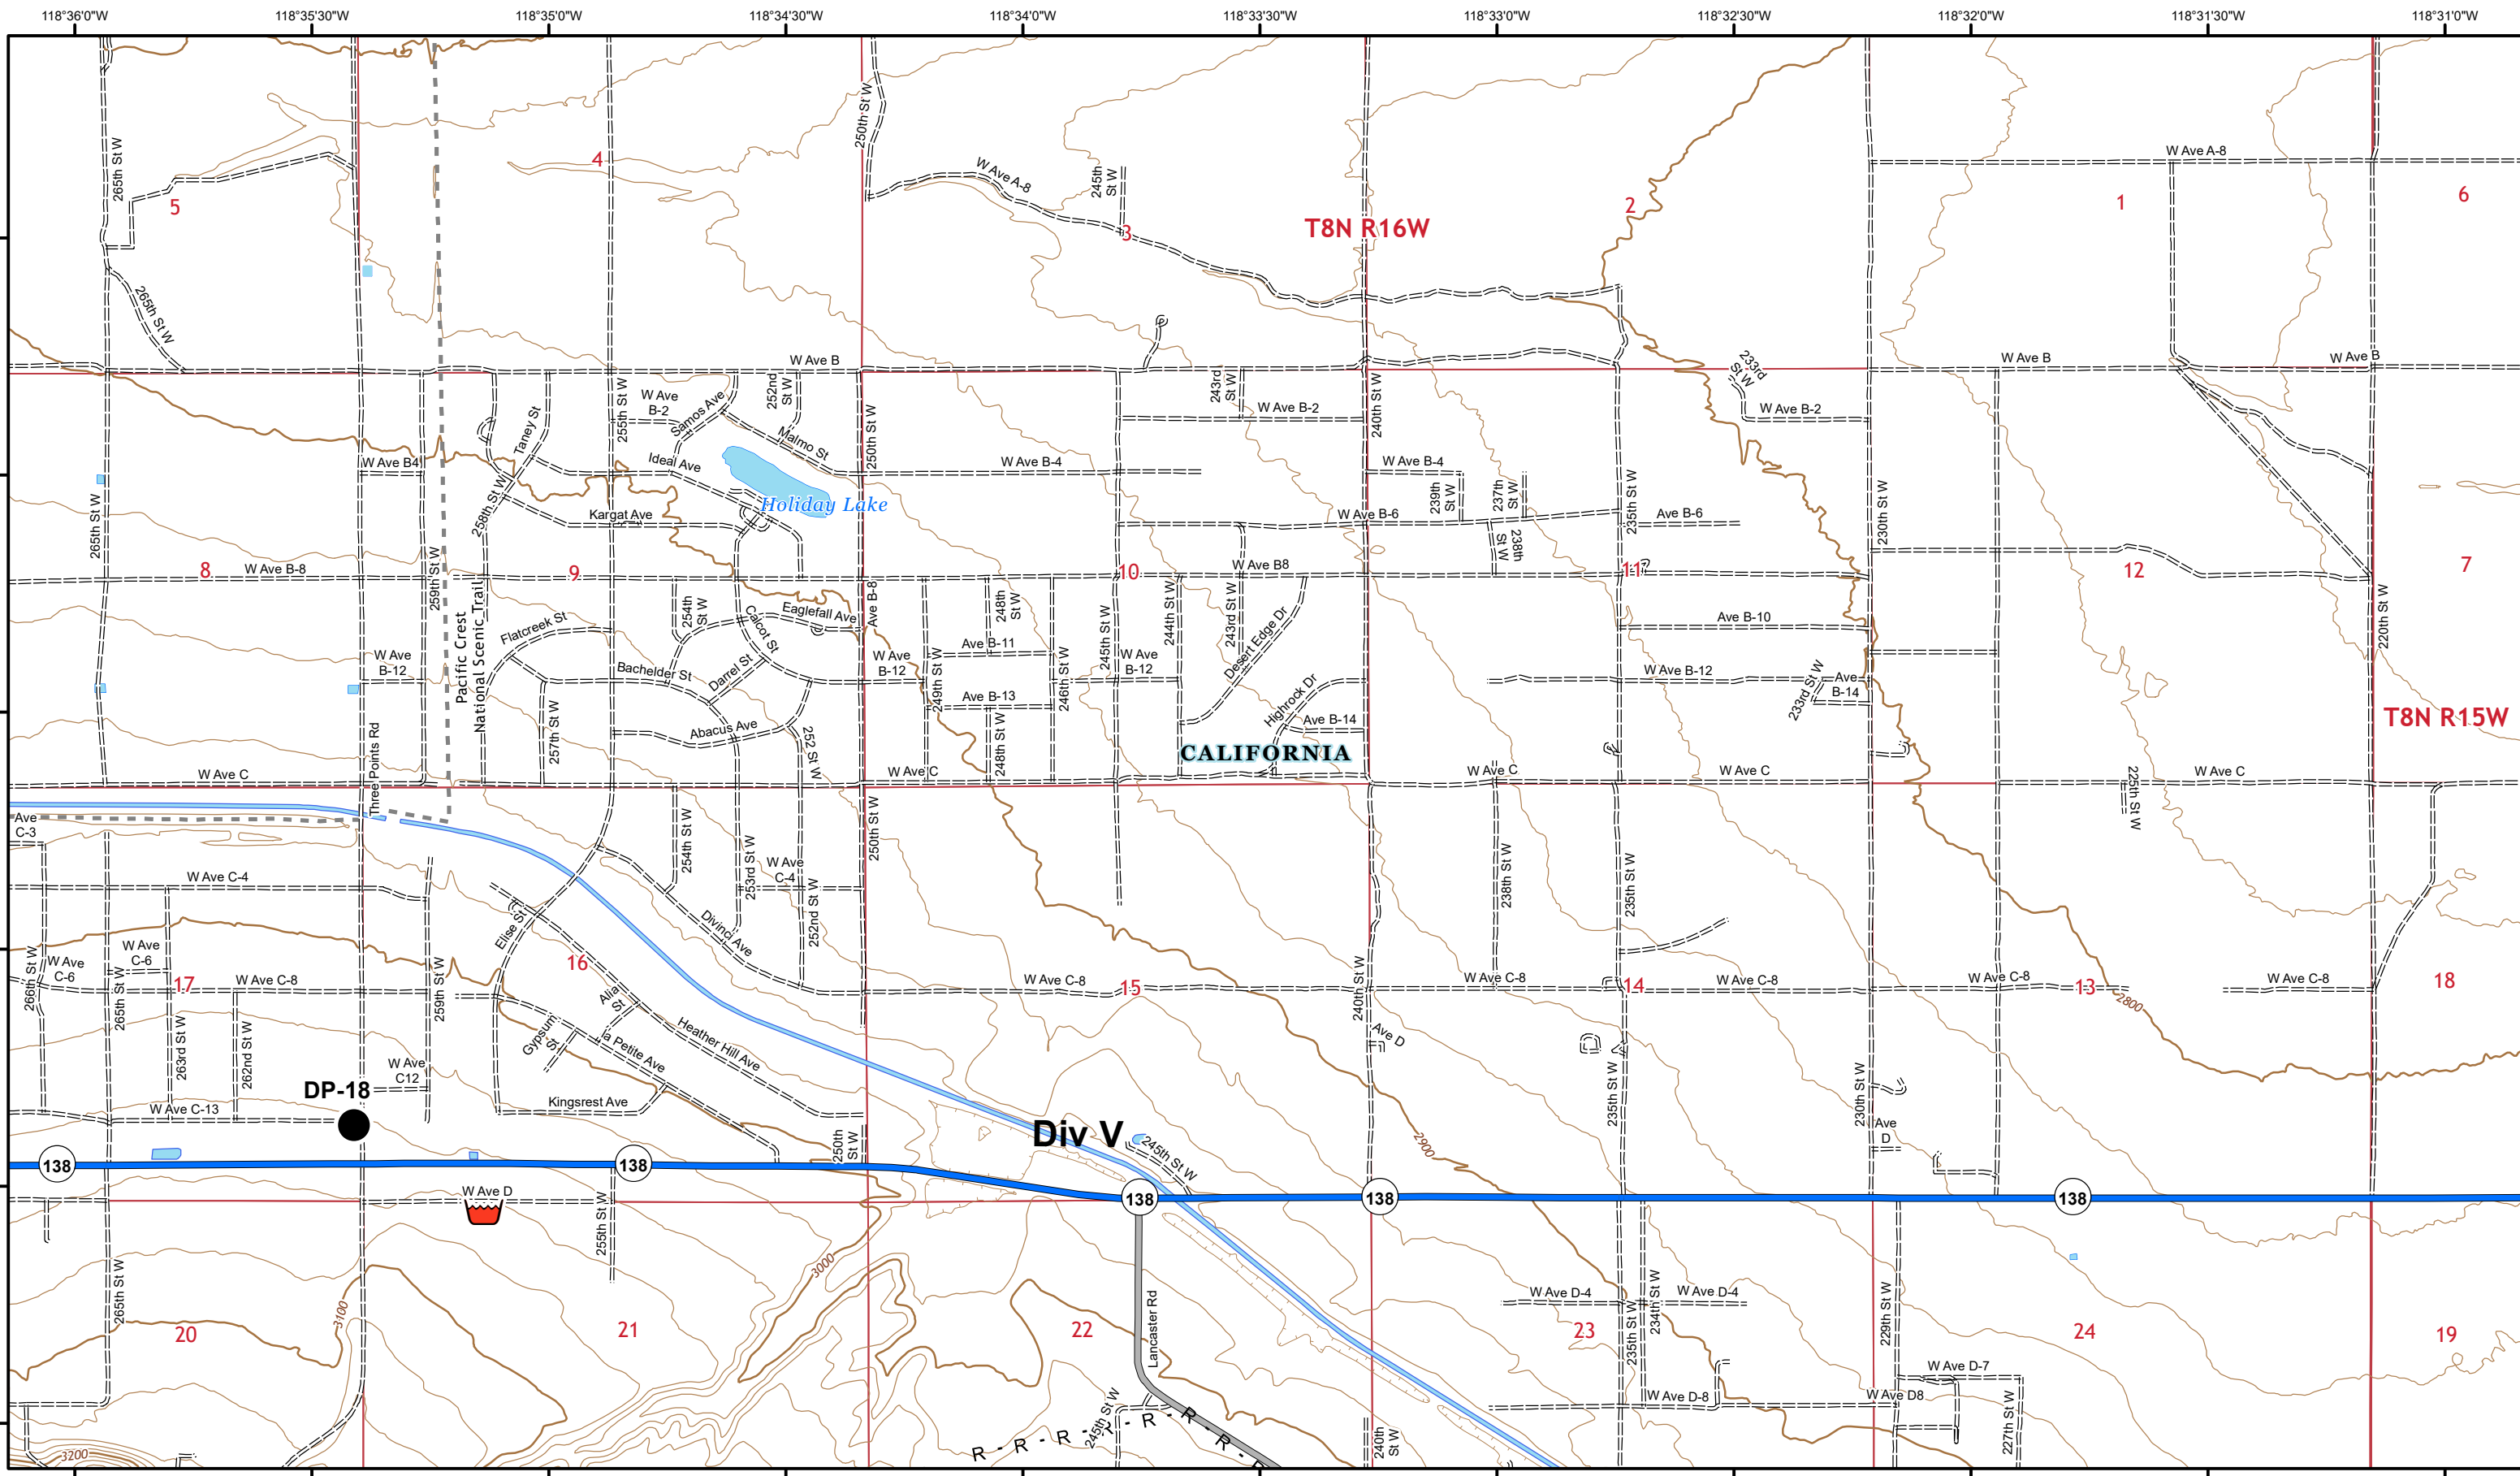 118°36'0"W 118°35'30"W 118°35'0"W 118°34'30"W 118°34'0"W 118°33'30"W 118°33'0"W 118°32'30"W 118°32'0"W 118°31'30"W 118°31'0"W
250th St W
265th St W
4
W Ave A-8
W Ave A-8
245th
St W
5
2
1
6
3
T8N R16W
265th St W
W Ave B
W Ave B
W Ave B
233rd
St W
252nd
St W
243rd
St W
240th St W
255th St W
W Ave
B-2
Samos Ave
W Ave B-2
W Ave B-2
Taney St
Malmo St
250th St W
W Ave B4
Ideal Ave
W Ave B-4
W Ave B-4
258th St W
Holiday Lake
239th
St W
237th
St W
235th St W
230th St W
265th St W
Kargat Ave
W Ave B-6
Ave B-6
238th
St W
8
W Ave B-8
259th St W
9
10
W Ave B8
11
12
7
Pacific Crest
National Scenic Trail
254th
St W
Calcot St
Eaglefall Ave
Ave B-8
248th
St W
245th St W
244th St W
243rd St W
Desert Edge Dr
Ave B-10
220th St W
Flatcreek St
Ave B-11
W Ave
B-12
Bachelder St
Darrel St
W Ave
B-12
249th St W
246th St W
W Ave
B-12
W Ave B-12
233rd St W
Ave
B-14
Ave B-13
Highrock Dr
Ave B-14
T8N R15W
257th St W
Abacus Ave
252 St W
248th St W
CALIFORNIA
Three Points Rd
W Ave C
W Ave C
W Ave C
W Ave C
W Ave C
225th St W
Ave
C-3
254th St W
253rd St W
250th St W
W Ave
C-4
W Ave C-4
252nd St W
238th St W
235th St W
Elise St
Divinci Ave
W Ave
C-6
W Ave
C-6
266th St W
265th St W
17
W Ave C-8
259th St W
16
W Ave C-8
15
240th St W
W Ave C-8
14
W Ave C-8
W Ave C-8
13
W Ave C-8
18
2800
Alia
St
263rd St W
262nd St W
Gypsum
St
la Petite Ave
Heather Hill Ave
Ave D
W Ave
C12
DP-18
W Ave C-13
Kingsrest Ave
235th St W
230th St W
Ave
D
Div V
250th
St W
245th St W
2900
138
138
138
138
138
W Ave D
255th St W
265th St W
3000
3100
20
21
22
Lancaster Rd
W Ave D-4
W Ave D-4
234th St W
235th St W
229th St W
23
24
19
W Ave D-7
W Ave D-8
W Ave D8
227th St W
245th St W
240th
St W
R - R - R - R - R - R - R - R
3200